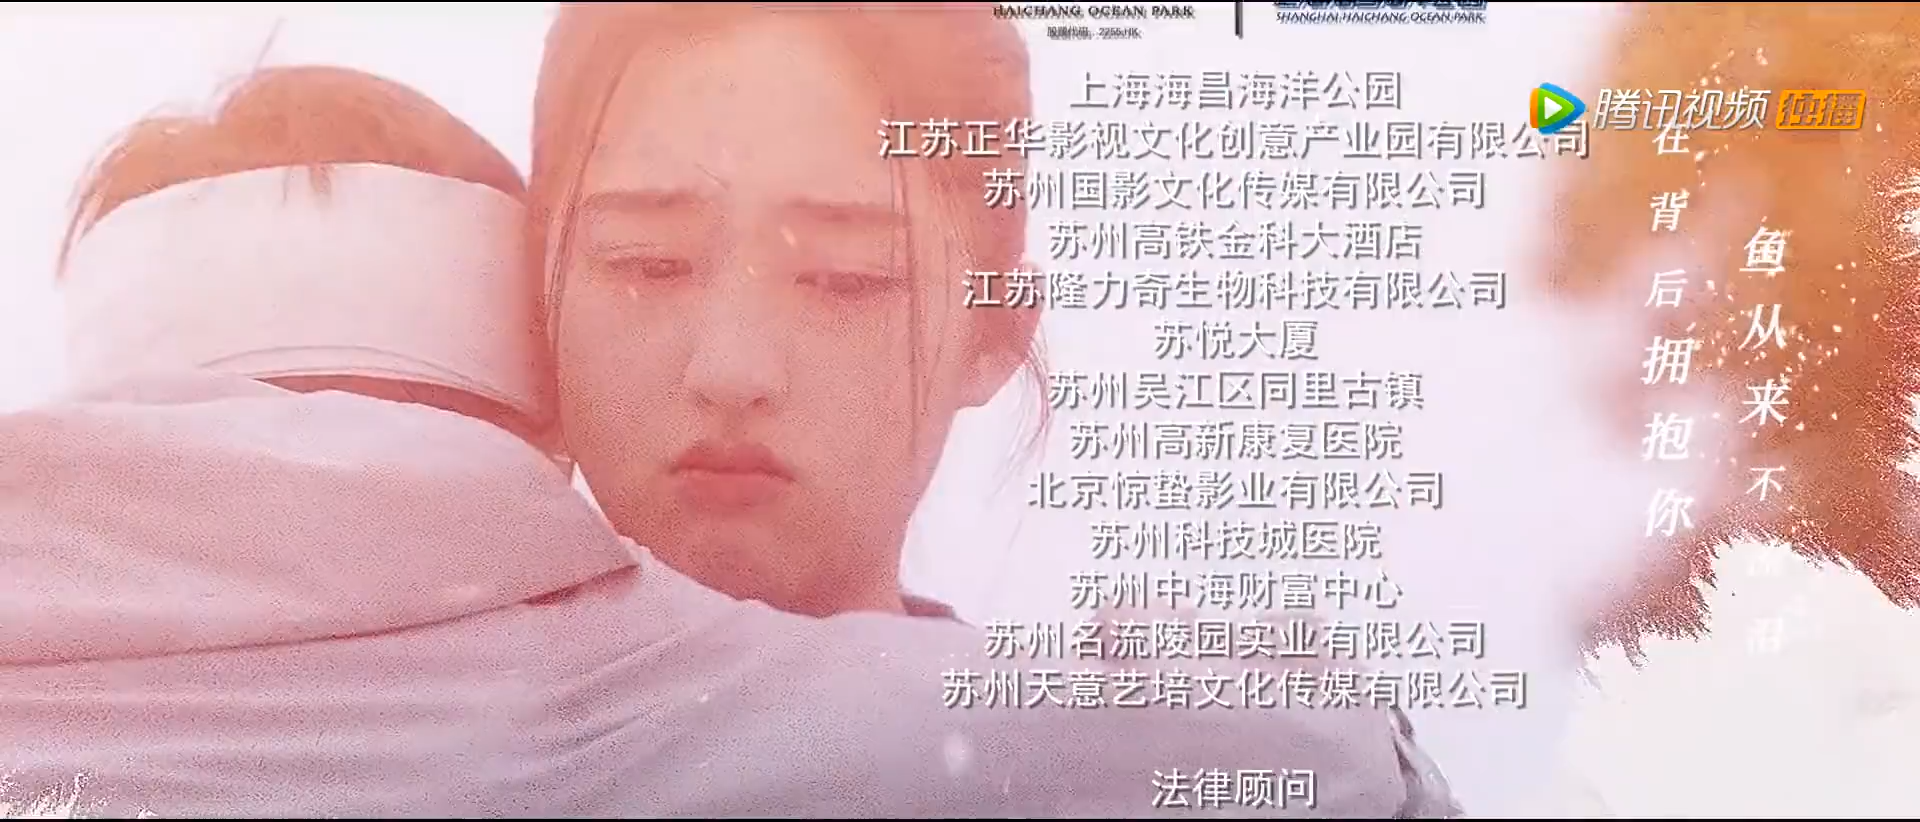 HAICHANG OCEAN PARK
股票代码：2255.HK
SHANGHAI HAICHANG OCEAN PARK
上海海昌海洋公园
江苏正华影视文化创意产业园有限公司
苏州国影文化传媒有限公司
苏州高铁金科大酒店
江苏隆力奇生物科技有限公司
苏悦大厦
苏州吴江区同里古镇
苏州高新康复医院
北京惊蛰影业有限公司
苏州科技城医院
苏州中海财富中心
苏州名流陵园实业有限公司
苏州天意艺培文化传媒有限公司
法律顾问
腾讯视频 独播
鱼从来不
在背后拥抱你